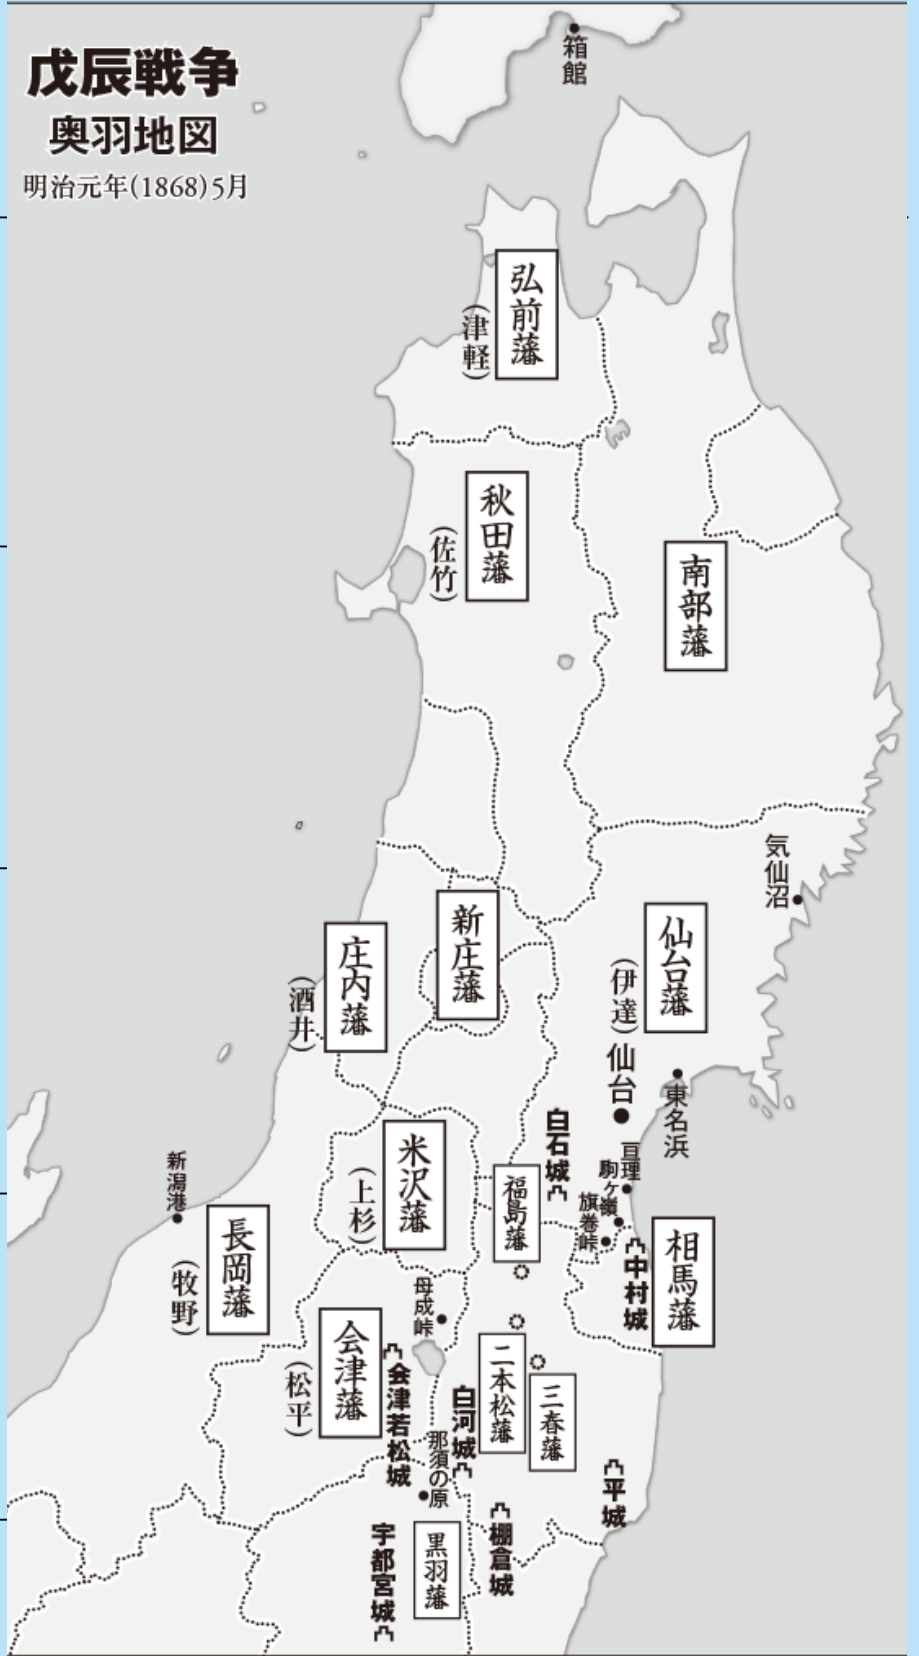 戊辰戦争
奥羽地図
明治元年(1868)5月
箱館
弘前藩
(津軽)
秋田藩
(佐竹)
南部藩
気仙沼
仙台藩
(伊達)
仙台
東名浜
新庄藩
庄内藩
(酒井)
白石城
亘理
駒ヶ嶺
旗巻峠
中村城
相馬藩
福島藩
米沢藩
(上杉)
新潟港
長岡藩
(牧野)
母成峠
会津藩
(松平)
会津若松城
二本松藩
三春藩
白河城
那須の原
平城
棚倉城
黒羽藩
宇都宮城